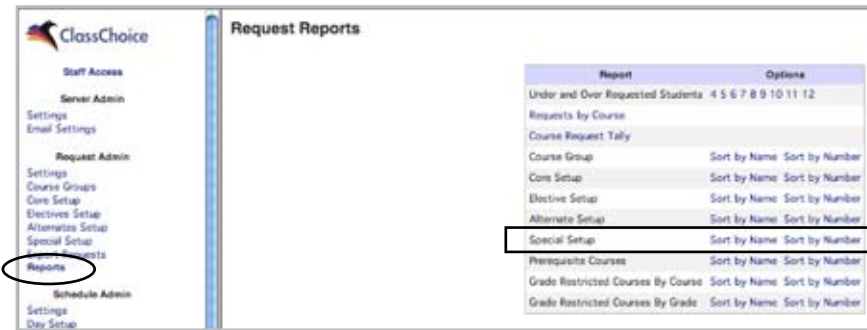 ClassChoice
Staff Access
Server Admin
Settings
Email Settings
Request Admin
Settings
Course Groups
Core Setup
Electives Setup
Alternates Setup
Special Setup
Export Requests
Reports
Schedule Admin
Settings
Day Setup
Request Reports
Report Options
Under and Over Requested Students 4 5 6 7 8 9 10 11 12
Requests by Course
Course Request Tally
Course Group Sort by Name Sort by Number
Core Setup Sort by Name Sort by Number
Elective Setup Sort by Name Sort by Number
Alternate Setup Sort by Name Sort by Number
Special Setup Sort by Name Sort by Number
Prerequisite Courses Sort by Name Sort by Number
Grade Restricted Courses By Course Sort by Name Sort by Number
Grade Restricted Courses By Grade Sort by Name Sort by Number